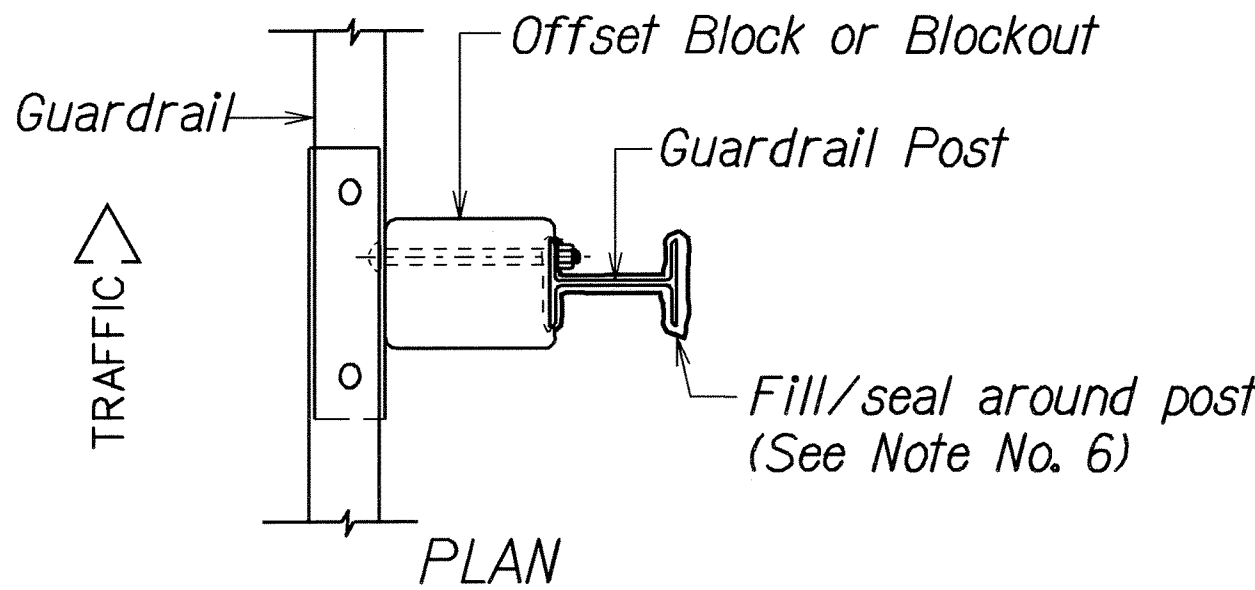 Offset Block or Blockout
Guardrail
Guardrail Post
TRAFFIC
Fill/seal around post
(See Note No. 6)
PLAN